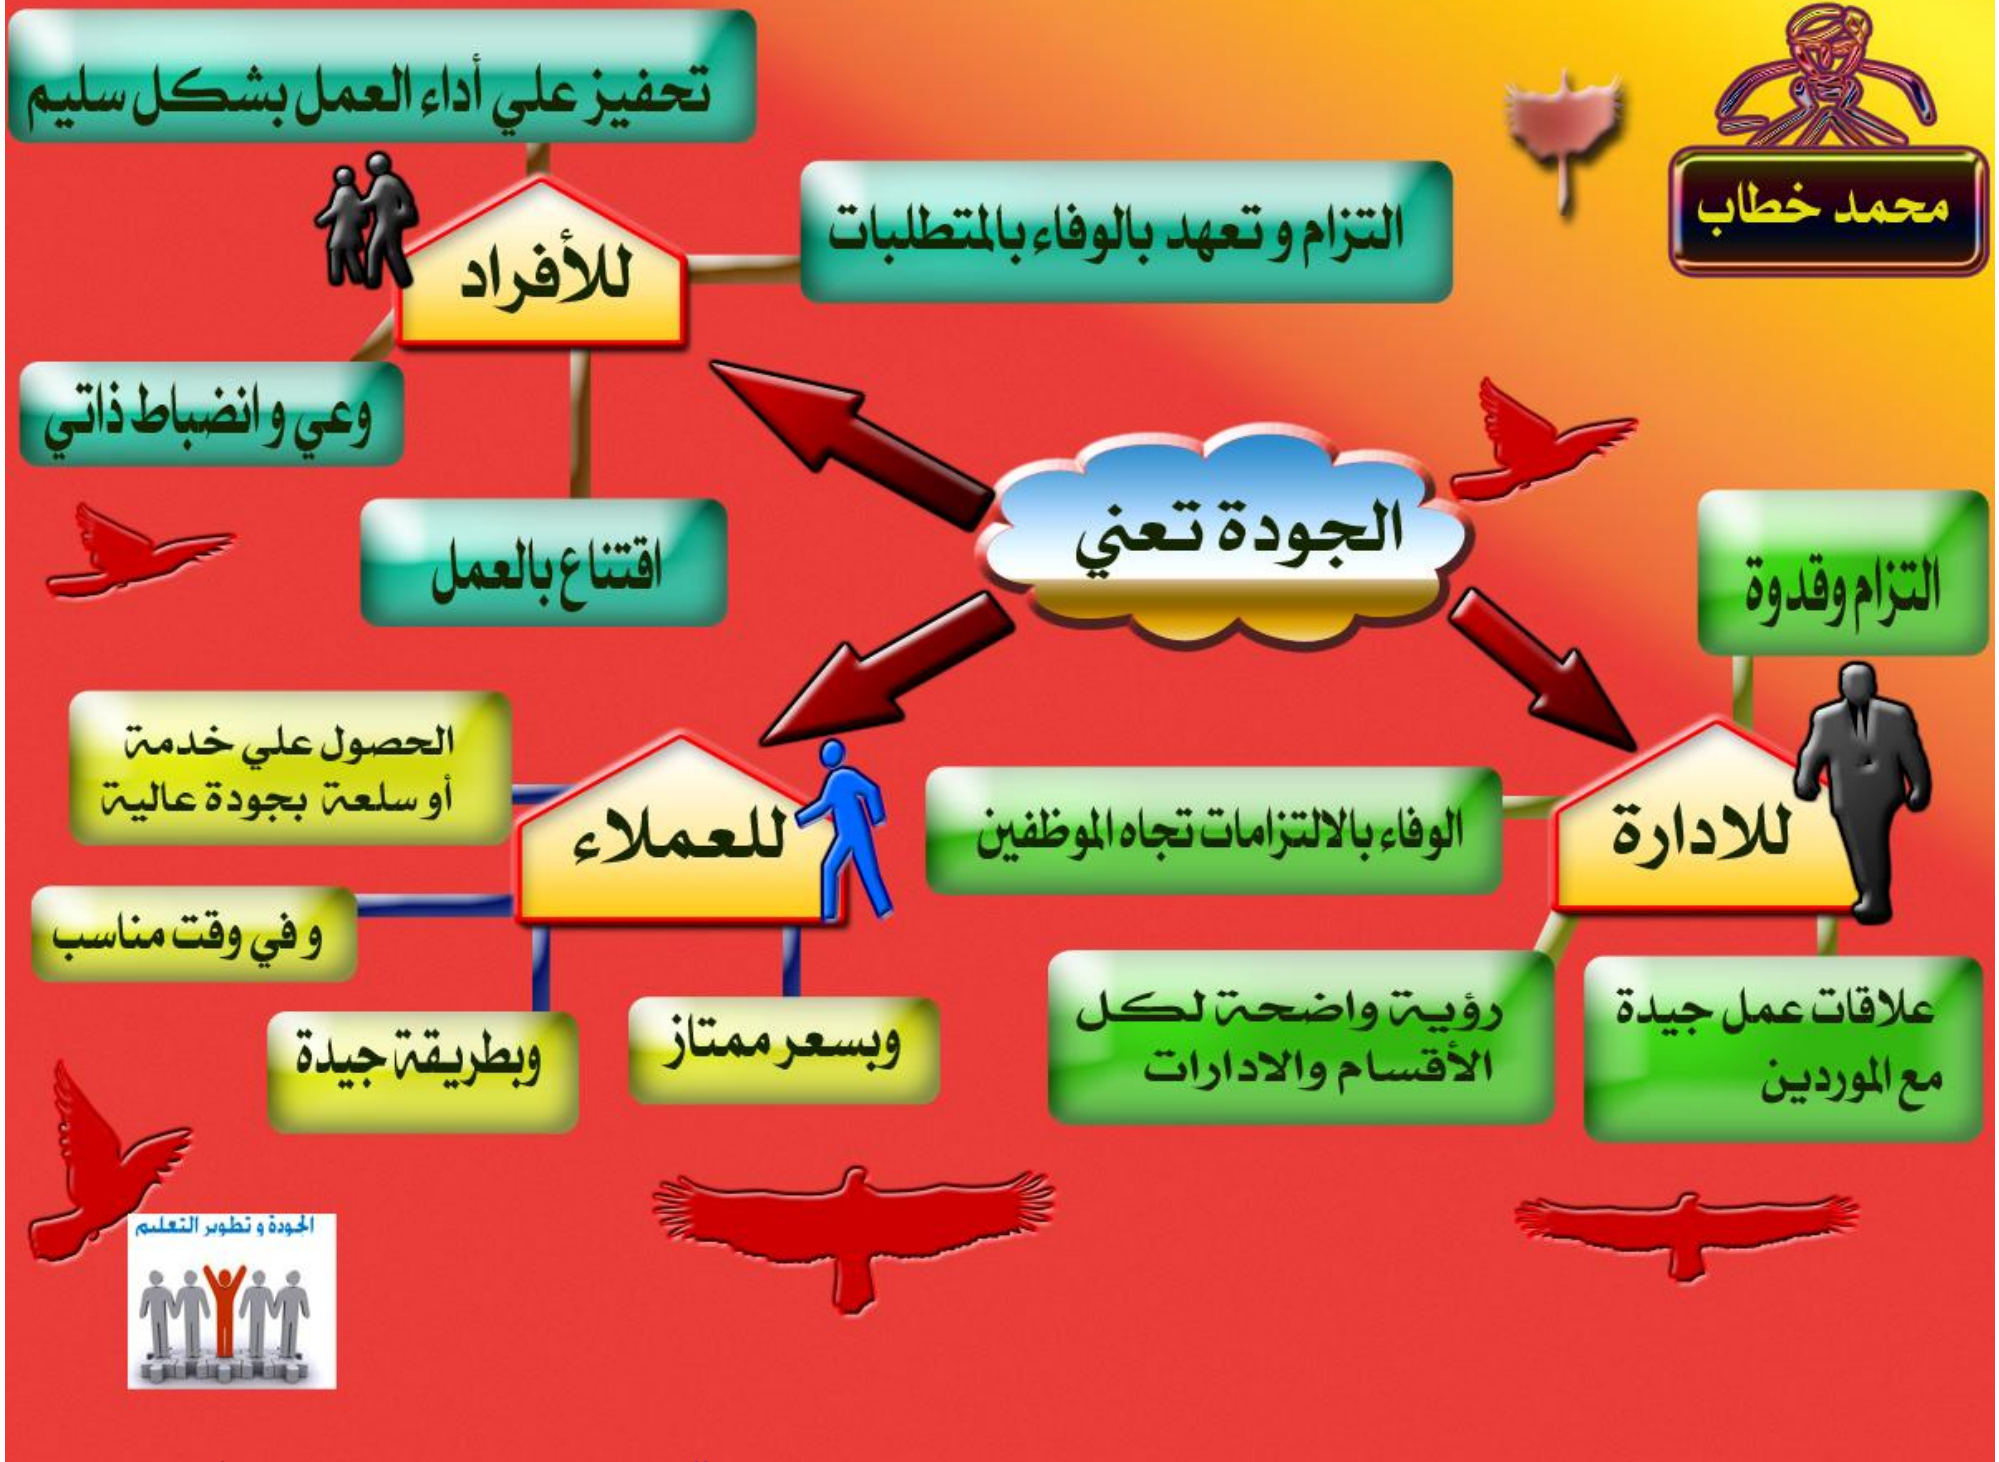 محمد خطاب
الجودة تعني
للأفراد
تحفيز علي أداء العمل بشكل سليم
التزام و تعهد بالوفاء بالمتطلبات
وعي و انضباط ذاتي
اقتناع بالعمل
للادارة
التزام وقدوة
الوفاء بالالتزامات تجاه الموظفين
رؤية واضحة لكل
الأقسام والادارات
علاقات عمل جيدة
مع الموردين
للعملاء
الحصول علي خدمة
أو سلعة بجودة عالية
و في وقت مناسب
وبطريقة جيدة
وبسعر ممتاز
الجودة و تطوير التعليم